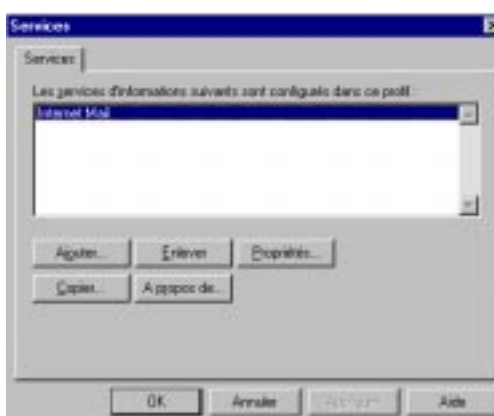 Services
Services
Les services d'informations suivants sont configurés dans ce profil :
Internet Mail
Ajouter... Enlever Propriétés...
Copier... A propos de...
OK Annuler Aide